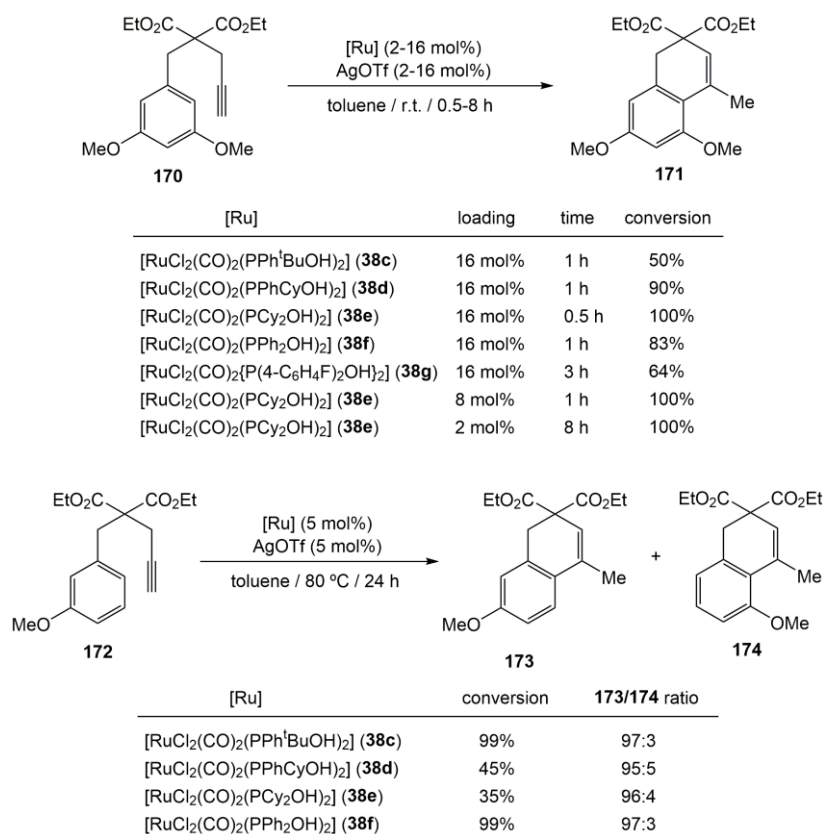 EtO₂C CO₂Et
[Ru] (2-16 mol%)
AgOTf (2-16 mol%)
toluene / r.t. / 0.5-8 h
EtO₂C CO₂Et
Me
MeO OMe
MeO OMe
170
171
[Ru] loading time conversion
[RuCl₂(CO)₂(PPhᵗBuOH)₂] (38c) 16 mol% 1 h 50%
[RuCl₂(CO)₂(PPhCyOH)₂] (38d) 16 mol% 1 h 90%
[RuCl₂(CO)₂(PCy₂OH)₂] (38e) 16 mol% 0.5 h 100%
[RuCl₂(CO)₂(PPh₂OH)₂] (38f) 16 mol% 1 h 83%
[RuCl₂(CO)₂{P(4-C₆H₄F)₂OH}₂] (38g) 16 mol% 3 h 64%
[RuCl₂(CO)₂(PCy₂OH)₂] (38e) 8 mol% 1 h 100%
[RuCl₂(CO)₂(PCy₂OH)₂] (38e) 2 mol% 8 h 100%
EtO₂C CO₂Et
[Ru] (5 mol%)
AgOTf (5 mol%)
toluene / 80 ºC / 24 h
EtO₂C CO₂Et
+
EtO₂C CO₂Et
Me
Me
MeO
MeO
OMe
172
173
174
[Ru] conversion 173/174 ratio
[RuCl₂(CO)₂(PPhᵗBuOH)₂] (38c) 99% 97:3
[RuCl₂(CO)₂(PPhCyOH)₂] (38d) 45% 95:5
[RuCl₂(CO)₂(PCy₂OH)₂] (38e) 35% 96:4
[RuCl₂(CO)₂(PPh₂OH)₂] (38f) 99% 97:3